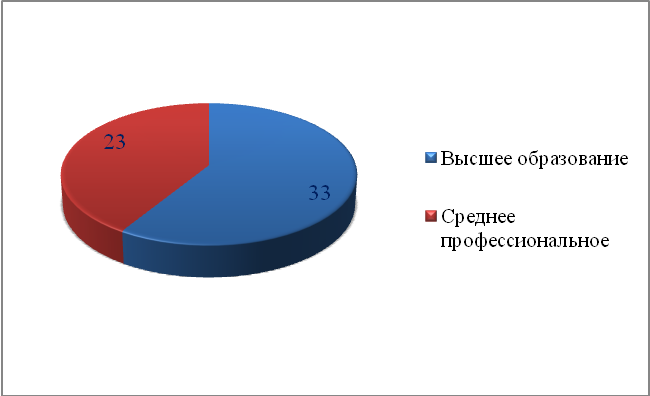 23
33
Высшее образование
Среднее
профессиональное